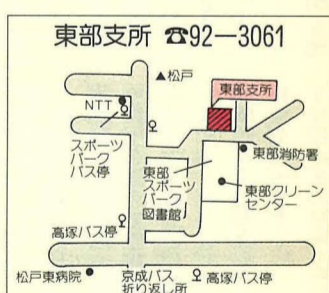 東部支所 ☎92—3061
▲松戸
東部支所
NTT
スポーツ
パーク
バス停
東部消防署
東部
スポーツ
パーク
図書館
東部クリーン
センター
高塚バス停
松戸東病院
京成バス
折り返し所
高塚バス停